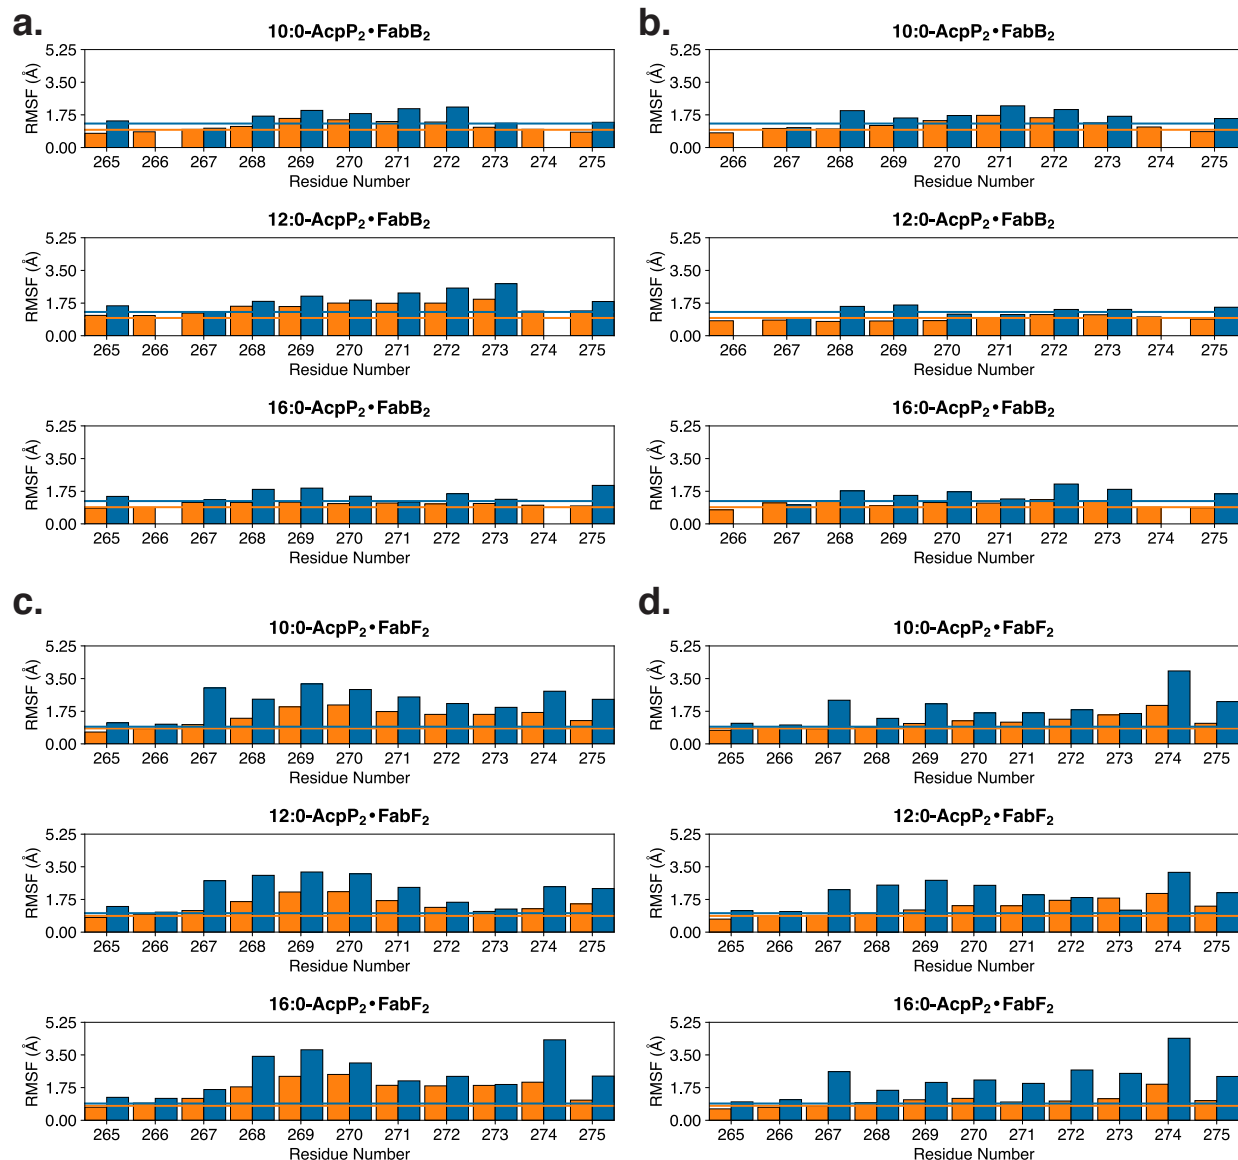 a.
10:0-AcpP₂•FabB₂
RMSF (Å)
5.25
3.50
1.75
0.00
265 266 267 268 269 270 271 272 273 274 275
Residue Number
12:0-AcpP₂•FabB₂
RMSF (Å)
5.25
3.50
1.75
0.00
265 266 267 268 269 270 271 272 273 274 275
Residue Number
16:0-AcpP₂•FabB₂
RMSF (Å)
5.25
3.50
1.75
0.00
265 266 267 268 269 270 271 272 273 274 275
Residue Number
b.
10:0-AcpP₂•FabB₂
RMSF (Å)
5.25
3.50
1.75
0.00
266 267 268 269 270 271 272 273 274 275
Residue Number
12:0-AcpP₂•FabB₂
RMSF (Å)
5.25
3.50
1.75
0.00
266 267 268 269 270 271 272 273 274 275
Residue Number
16:0-AcpP₂•FabB₂
RMSF (Å)
5.25
3.50
1.75
0.00
266 267 268 269 270 271 272 273 274 275
Residue Number
c.
10:0-AcpP₂•FabF₂
RMSF (Å)
5.25
3.50
1.75
0.00
265 266 267 268 269 270 271 272 273 274 275
Residue Number
12:0-AcpP₂•FabF₂
RMSF (Å)
5.25
3.50
1.75
0.00
265 266 267 268 269 270 271 272 273 274 275
Residue Number
16:0-AcpP₂•FabF₂
RMSF (Å)
5.25
3.50
1.75
0.00
265 266 267 268 269 270 271 272 273 274 275
Residue Number
d.
10:0-AcpP₂•FabF₂
RMSF (Å)
5.25
3.50
1.75
0.00
265 266 267 268 269 270 271 272 273 274 275
Residue Number
12:0-AcpP₂•FabF₂
RMSF (Å)
5.25
3.50
1.75
0.00
265 266 267 268 269 270 271 272 273 274 275
Residue Number
16:0-AcpP₂•FabF₂
RMSF (Å)
5.25
3.50
1.75
0.00
265 266 267 268 269 270 271 272 273 274 275
Residue Number